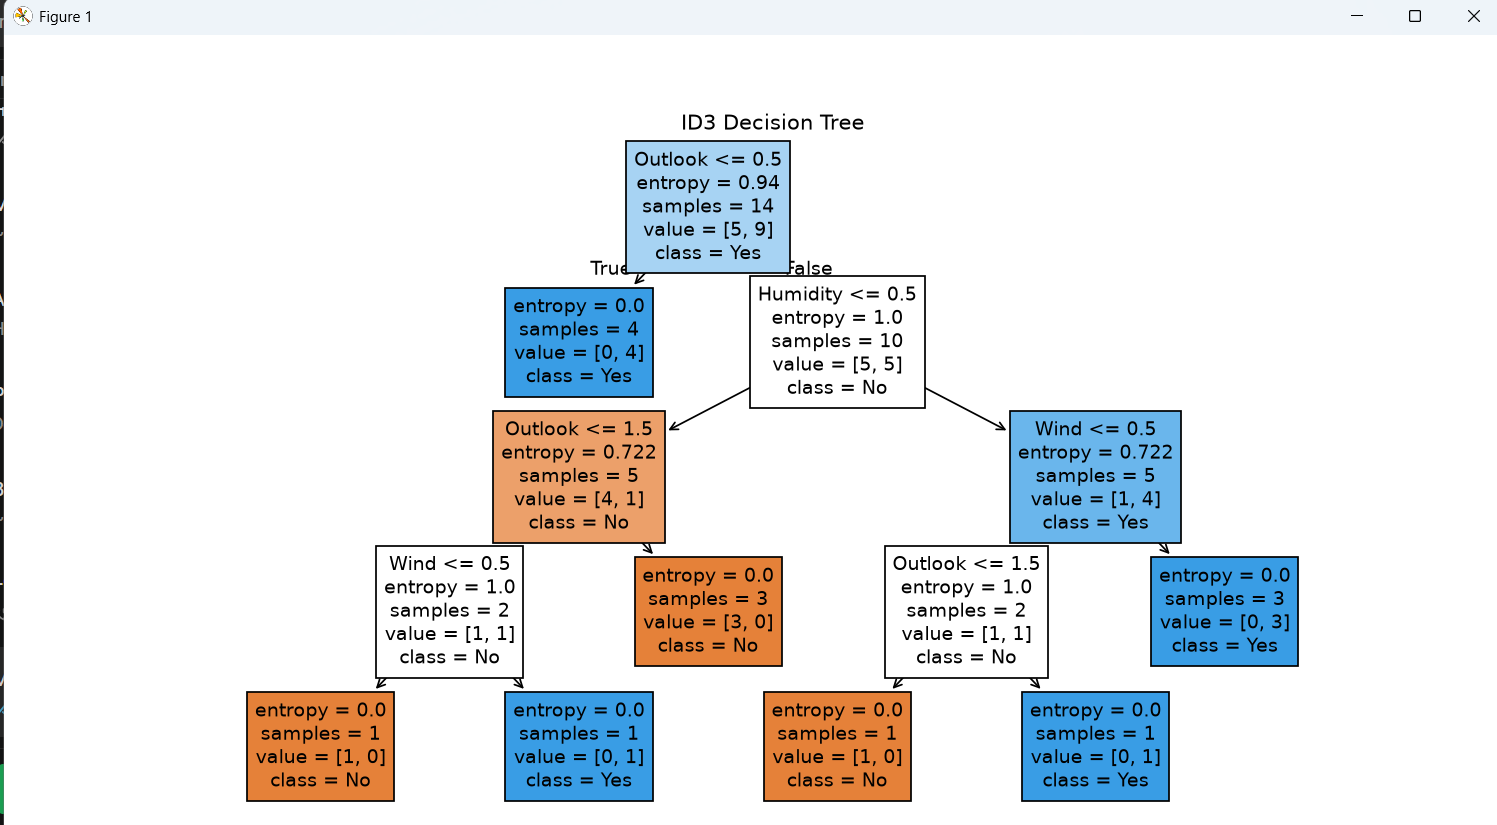 Figure 1
ID3 Decision Tree
Outlook <= 0.5
entropy = 0.94
samples = 14
value = [5, 9]
class = Yes
True
False
entropy = 0.0
samples = 4
value = [0, 4]
class = Yes
Humidity <= 0.5
entropy = 1.0
samples = 10
value = [5, 5]
class = No
Outlook <= 1.5
entropy = 0.722
samples = 5
value = [4, 1]
class = No
Wind <= 0.5
entropy = 0.722
samples = 5
value = [1, 4]
class = Yes
Wind <= 0.5
entropy = 1.0
samples = 2
value = [1, 1]
class = No
entropy = 0.0
samples = 3
value = [3, 0]
class = No
Outlook <= 1.5
entropy = 1.0
samples = 2
value = [1, 1]
class = No
entropy = 0.0
samples = 3
value = [0, 3]
class = Yes
entropy = 0.0
samples = 1
value = [1, 0]
class = No
entropy = 0.0
samples = 1
value = [0, 1]
class = Yes
entropy = 0.0
samples = 1
value = [1, 0]
class = No
entropy = 0.0
samples = 1
value = [0, 1]
class = Yes